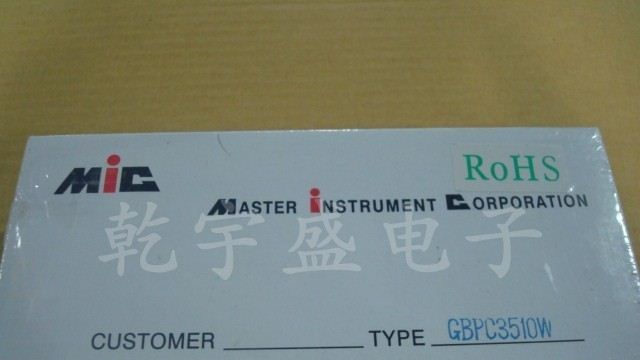 MiC
RoHS
MASTER INSTRUMENT CORPORATION
乾宇盛电子
CUSTOMER TYPE GBPC3510W